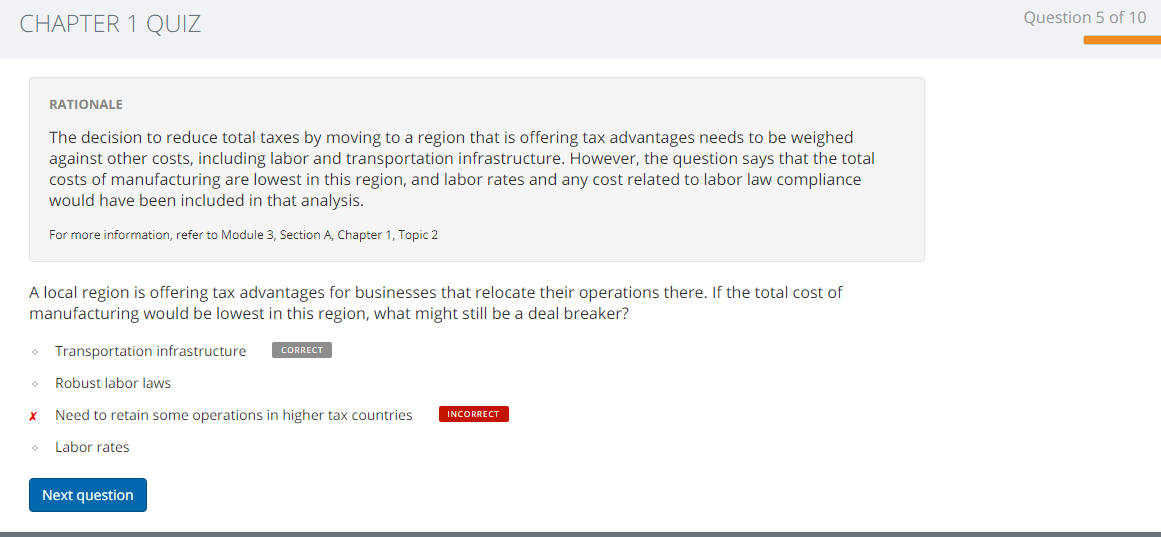 CHAPTER 1 QUIZ
Question 5 of 10
RATIONALE
The decision to reduce total taxes by moving to a region that is offering tax advantages needs to be weighed
against other costs, including labor and transportation infrastructure. However, the question says that the total
costs of manufacturing are lowest in this region, and labor rates and any cost related to labor law compliance
would have been included in that analysis.
For more information, refer to Module 3, Section A, Chapter 1, Topic 2
A local region is offering tax advantages for businesses that relocate their operations there. If the total cost of
manufacturing would be lowest in this region, what might still be a deal breaker?
Transportation infrastructure CORRECT
Robust labor laws
Need to retain some operations in higher tax countries INCORRECT
Labor rates
Next question